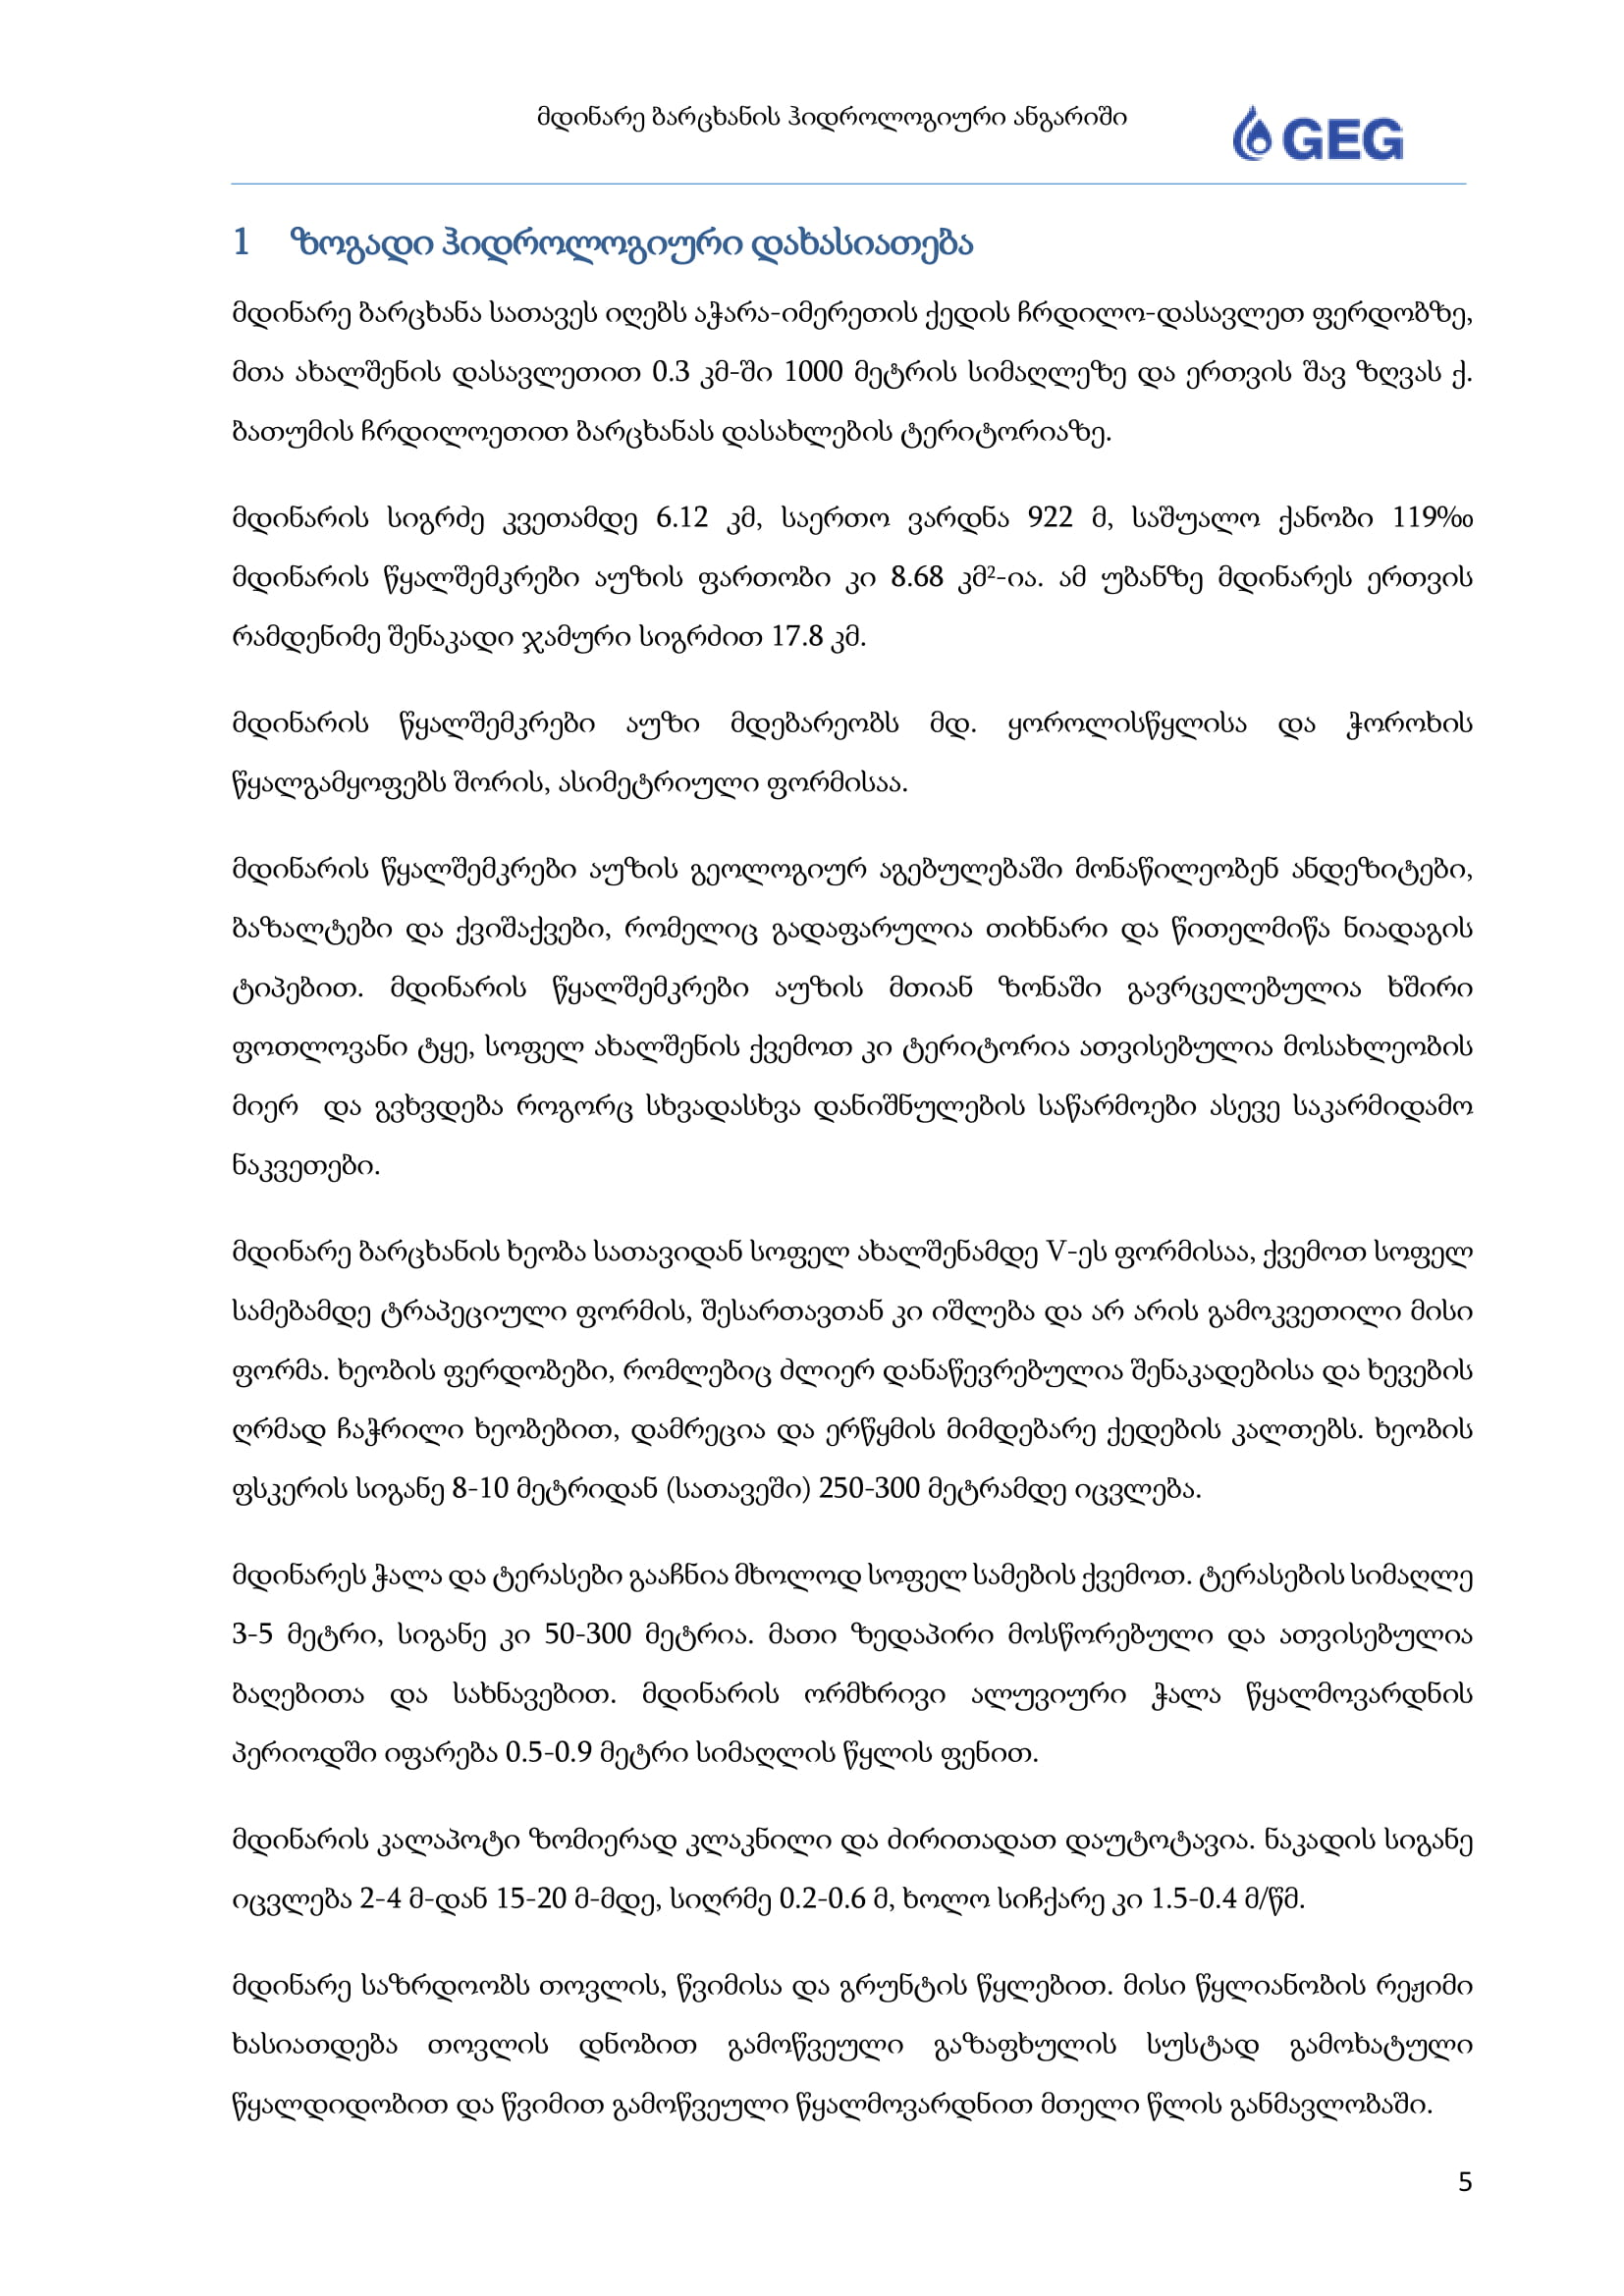 მდინარე ბარცხანის ჰიდროლოგიური ანგარიში
GEG
1 ზოგადი ჰიდროლოგიური დახასიათება
მდინარე ბარცხანა სათავეს იღებს აჭარა-იმერეთის ქედის ჩრდილო-დასავლეთ ფერდობზე,
მთა ახალშენის დასავლეთით 0.3 კმ-ში 1000 მეტრის სიმაღლეზე და ერთვის შავ ზღვას ქ.
ბათუმის ჩრდილოეთით ბარცხანას დასახლების ტერიტორიაზე.
მდინარის სიგრძე კვეთამდე 6.12 კმ, საერთო ვარდნა 922 მ, საშუალო ქანობი 119‰
მდინარის წყალშემკრები აუზის ფართობი კი 8.68 კმ²-ია. ამ უბანზე მდინარეს ერთვის
რამდენიმე შენაკადი ჯამური სიგრძით 17.8 კმ.
მდინარის წყალშემკრები აუზი მდებარეობს მდ. ყოროლისწყლისა და ჭოროხის
წყალგამყოფებს შორის, ასიმეტრიული ფორმისაა.
მდინარის წყალშემკრები აუზის გეოლოგიურ აგებულებაში მონაწილეობენ ანდეზიტები,
ბაზალტები და ქვიშაქვები, რომელიც გადაფარულია თიხნარი და წითელმიწა ნიადაგის
ტიპებით. მდინარის წყალშემკრები აუზის მთიან ზონაში გავრცელებულია ხშირი
ფოთლოვანი ტყე, სოფელ ახალშენის ქვემოთ კი ტერიტორია ათვისებულია მოსახლეობის
მიერ და გვხვდება როგორც სხვადასხვა დანიშნულების საწარმოები ასევე საკარმიდამო
ნაკვეთები.
მდინარე ბარცხანის ხეობა სათავიდან სოფელ ახალშენამდე V-ეს ფორმისაა, ქვემოთ სოფელ
სამებამდე ტრაპეციული ფორმის, შესართავთან კი იშლება და არ არის გამოკვეთილი მისი
ფორმა. ხეობის ფერდობები, რომლებიც ძლიერ დანაწევრებულია შენაკადებისა და ხევების
ღრმად ჩაჭრილი ხეობებით, დამრეცია და ერწყმის მიმდებარე ქედების კალთებს. ხეობის
ფსკერის სიგანე 8-10 მეტრიდან (სათავეში) 250-300 მეტრამდე იცვლება.
მდინარეს ჭალა და ტერასები გააჩნია მხოლოდ სოფელ სამების ქვემოთ. ტერასების სიმაღლე
3-5 მეტრი, სიგანე კი 50-300 მეტრია. მათი ზედაპირი მოსწორებული და ათვისებულია
ბაღებითა და სახნავებით. მდინარის ორმხრივი ალუვიური ჭალა წყალმოვარდნის
პერიოდში იფარება 0.5-0.9 მეტრი სიმაღლის წყლის ფენით.
მდინარის კალაპოტი ზომიერად კლაკნილი და ძირითადათ დაუტოტავია. ნაკადის სიგანე
იცვლება 2-4 მ-დან 15-20 მ-მდე, სიღრმე 0.2-0.6 მ, ხოლო სიჩქარე კი 1.5-0.4 მ/წმ.
მდინარე საზრდოობს თოვლის, წვიმისა და გრუნტის წყლებით. მისი წყლიანობის რეჟიმი
ხასიათდება თოვლის დნობით გამოწვეული გაზაფხულის სუსტად გამოხატული
წყალდიდობით და წვიმით გამოწვეული წყალმოვარდნით მთელი წლის განმავლობაში.
5